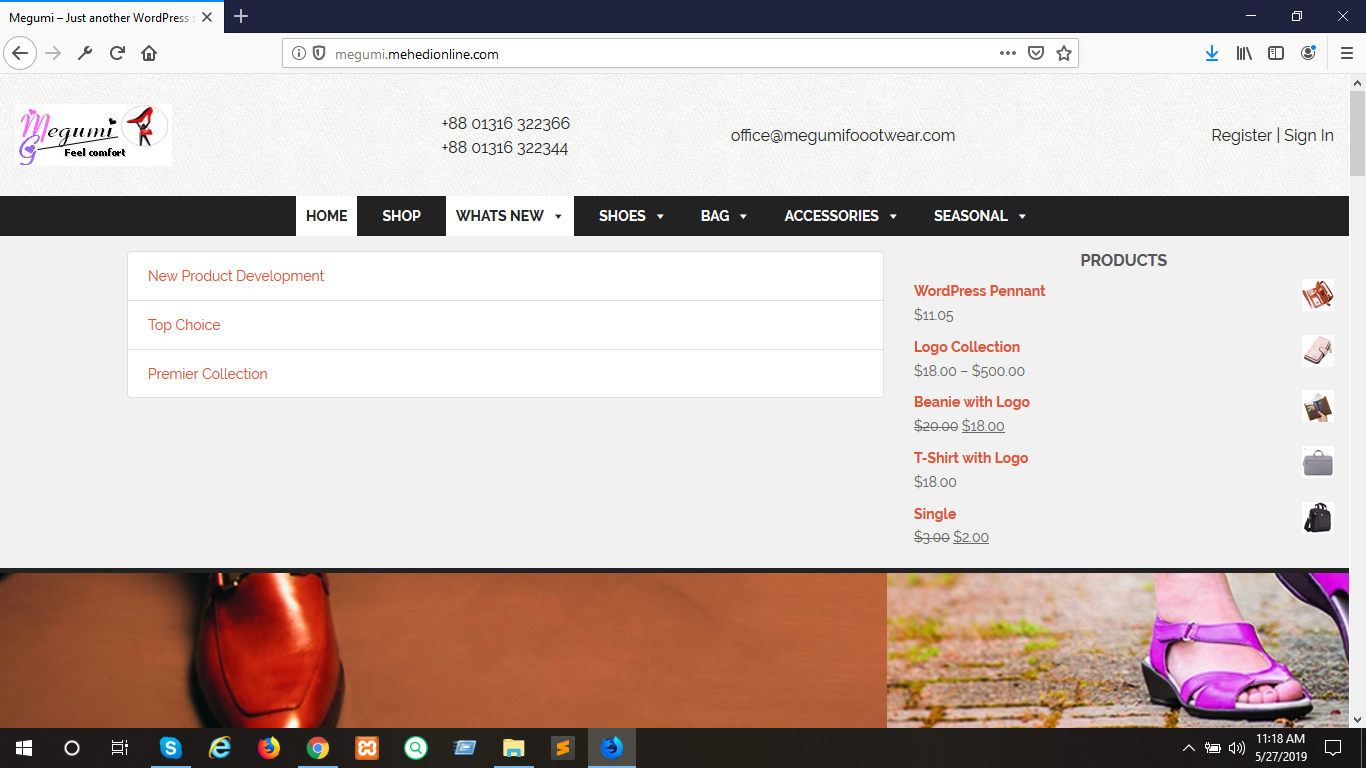 Megumi – Just another WordPress s
megumi.mehedionline.com
Megumi
Feel comfort
+88 01316 322366
+88 01316 322344
office@megumifoootwear.com
Register | Sign In
HOME SHOP WHATS NEW SHOES BAG ACCESSORIES SEASONAL
New Product Development
Top Choice
Premier Collection
PRODUCTS
WordPress Pennant
$11.05
Logo Collection
$18.00 – $500.00
Beanie with Logo
$20.00 $18.00
T-Shirt with Logo
$18.00
Single
$3.00 $2.00
11:18 AM
5/27/2019